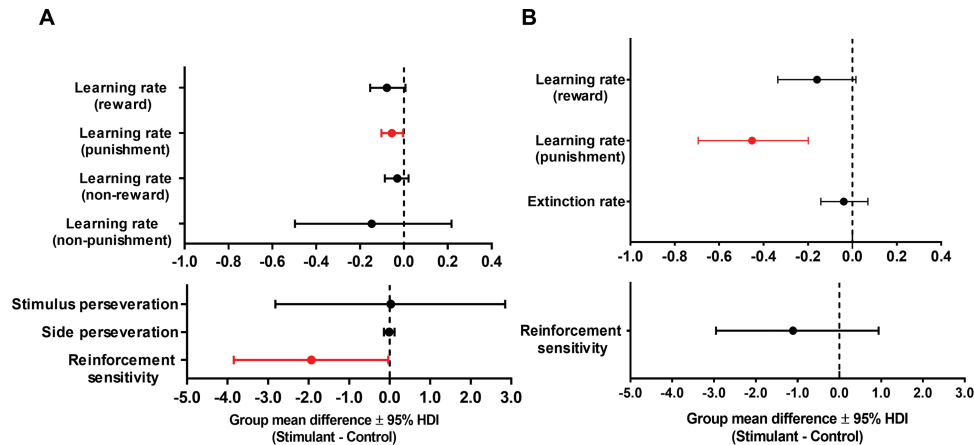 A
Learning rate
(reward)
Learning rate
(punishment)
Learning rate
(non-reward)
Learning rate
(non-punishment)
-1.0 -0.8 -0.6 -0.4 -0.2 0.0 0.2 0.4
Stimulus perseveration
Side perseveration
Reinforcement
sensitivity
-5.0 -4.0 -3.0 -2.0 -1.0 0.0 1.0 2.0 3.0
Group mean difference ± 95% HDI
(Stimulant - Control)
B
Learning rate
(reward)
Learning rate
(punishment)
Extinction rate
-1.0 -0.8 -0.6 -0.4 -0.2 0.0 0.2 0.4
Reinforcement
sensitivity
-5.0 -4.0 -3.0 -2.0 -1.0 0.0 1.0 2.0 3.0
Group mean difference ± 95% HDI
(Stimulant - Control)